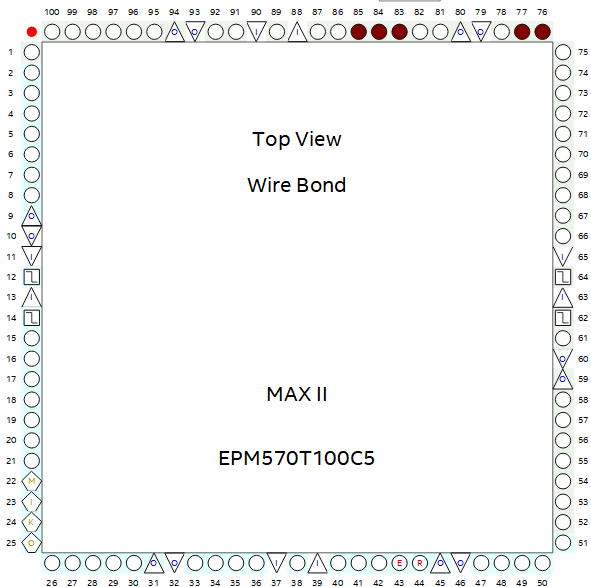 100 99 98 97 96 95 94 93 92 91 90 89 88 87 86 85 84 83 82 81 80 79 78 77 76
O O I I O O
1 75
2 74
3 73
4 72
5 Top View 71
6 70
7 Wire Bond 69
8 68
9 O 67
10 O 66
11 I I 65
12 64
13 I I 63
14 62
15 61
16 O 60
17 O 59
18 MAX II 58
19 57
20 56
21 EPM570T100C5 55
22 M 54
23 I 53
24 K 52
25 O 51
O O I I E R O O
26 27 28 29 30 31 32 33 34 35 36 37 38 39 40 41 42 43 44 45 46 47 48 49 50